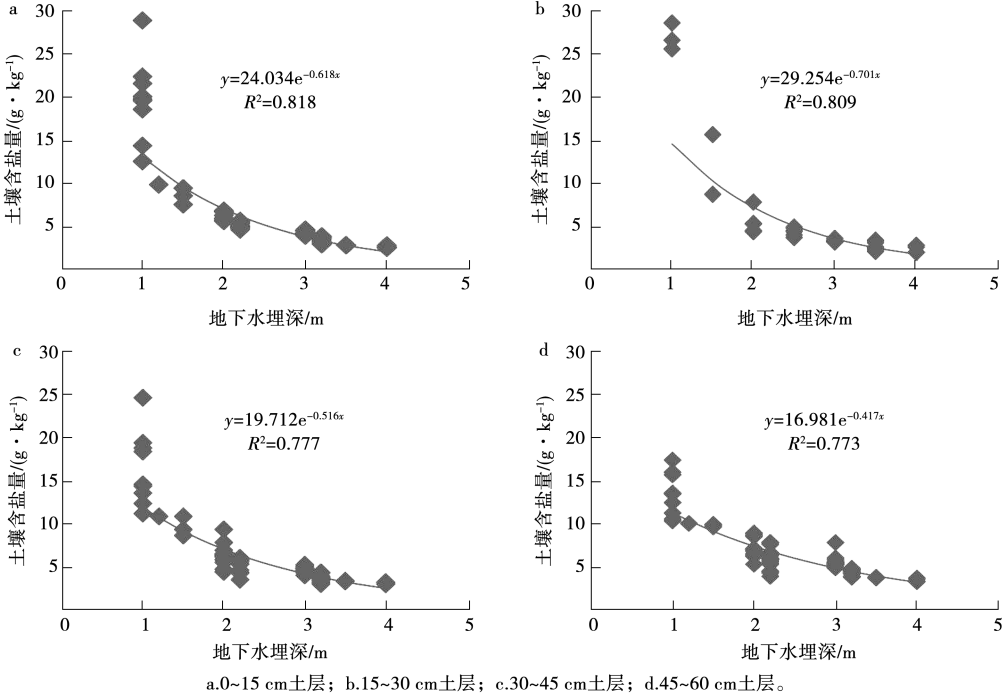 a
30
25
20
15
10
5
0 1 2 3 4 5
土壤含盐量/(g·kg⁻¹)
y=24.034e⁻⁰·⁶¹⁸ˣ
R²=0.818
地下水埋深/m
b
30
25
20
15
10
5
0 1 2 3 4 5
土壤含盐量/(g·kg⁻¹)
y=29.254e⁻⁰·⁷⁰¹ˣ
R²=0.809
地下水埋深/m
c
30
25
20
15
10
5
0 1 2 3 4 5
土壤含盐量/(g·kg⁻¹)
y=19.712e⁻⁰·⁵¹⁶ˣ
R²=0.777
地下水埋深/m
d
30
25
20
15
10
5
0 1 2 3 4 5
土壤含盐量/(g·kg⁻¹)
y=16.981e⁻⁰·⁴¹⁷ˣ
R²=0.773
地下水埋深/m
a.0~15 cm土层；b.15~30 cm土层；c.30~45 cm土层；d.45~60 cm土层。